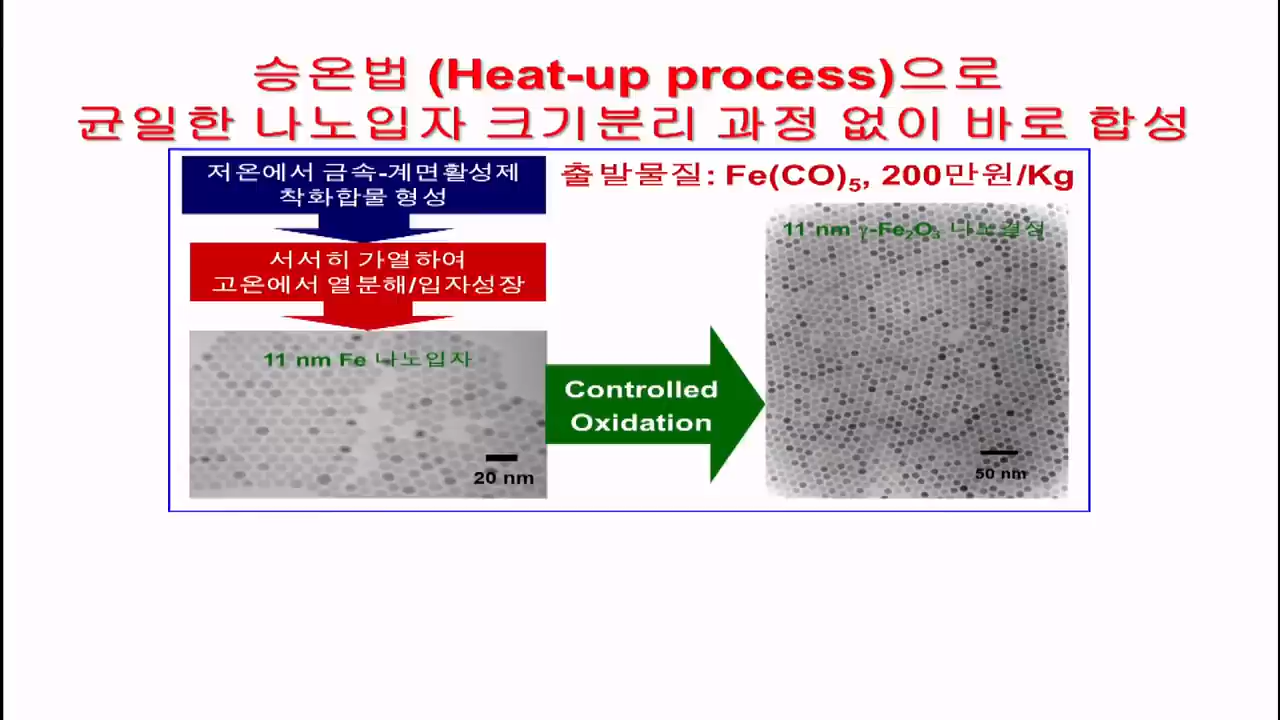 승온법 (Heat-up process)으로
균일한 나노입자 크기분리 과정 없이 바로 합성
저온에서 금속-계면활성제
착화합물 형성
출발물질: Fe(CO)₅, 200만원/Kg
서서히 가열하여
고온에서 열분해/입자성장
11 nm Fe 나노입자
20 nm
Controlled
Oxidation
11 nm γ-Fe₂O₃ 나노결정
50 nm